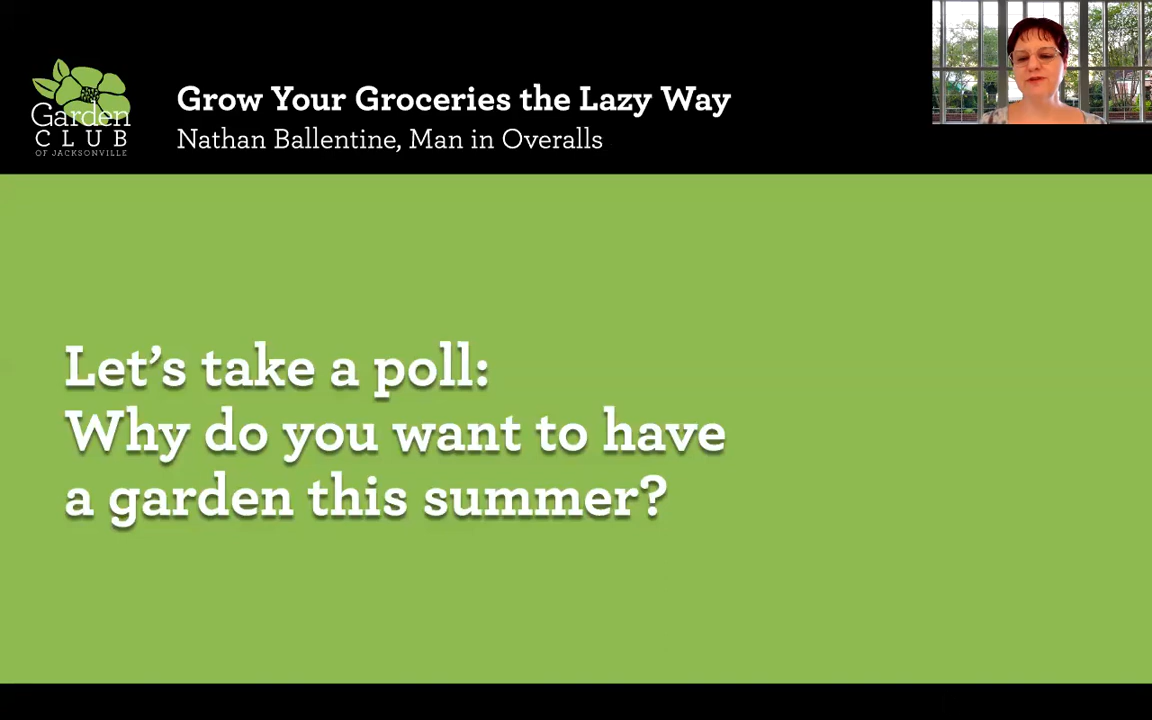 Garden
CLUB
OF JACKSONVILLE
Grow Your Groceries the Lazy Way
Nathan Ballentine, Man in Overalls
Let’s take a poll:
Why do you want to have
a garden this summer?